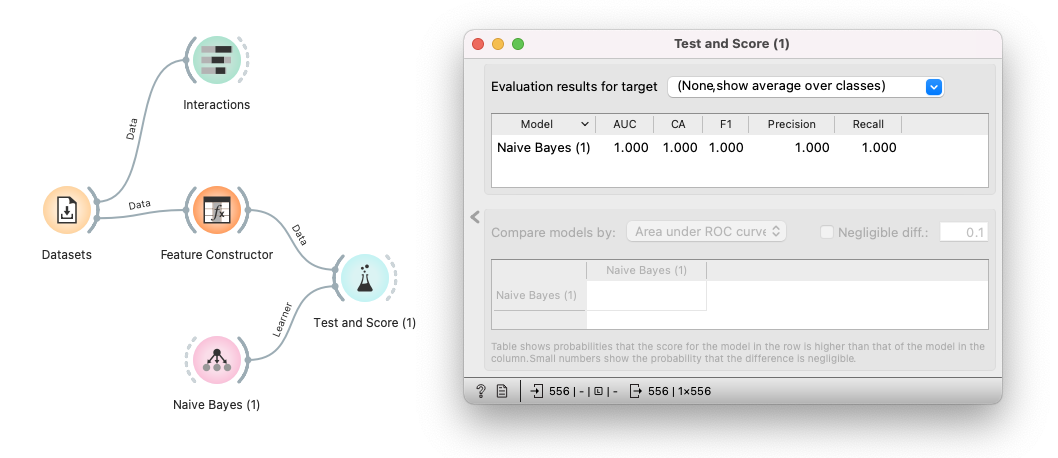 Interactions
Data
Data
Datasets
Feature Constructor
Data
Test and Score (1)
Learner
Naive Bayes (1)
Test and Score (1)
Evaluation results for target (None,show average over classes)
Model AUC CA F1 Precision Recall
Naive Bayes (1) 1.000 1.000 1.000 1.000 1.000
Compare models by: Area under ROC curve Negligible diff.: 0.1
Naive Bayes (1)
Naive Bayes (1)
Table shows probabilities that the score for the model in the row is higher than that of the model in the
column.Small numbers show the probability that the difference is negligible.
? 556 | - | L | - 556 | 1×556